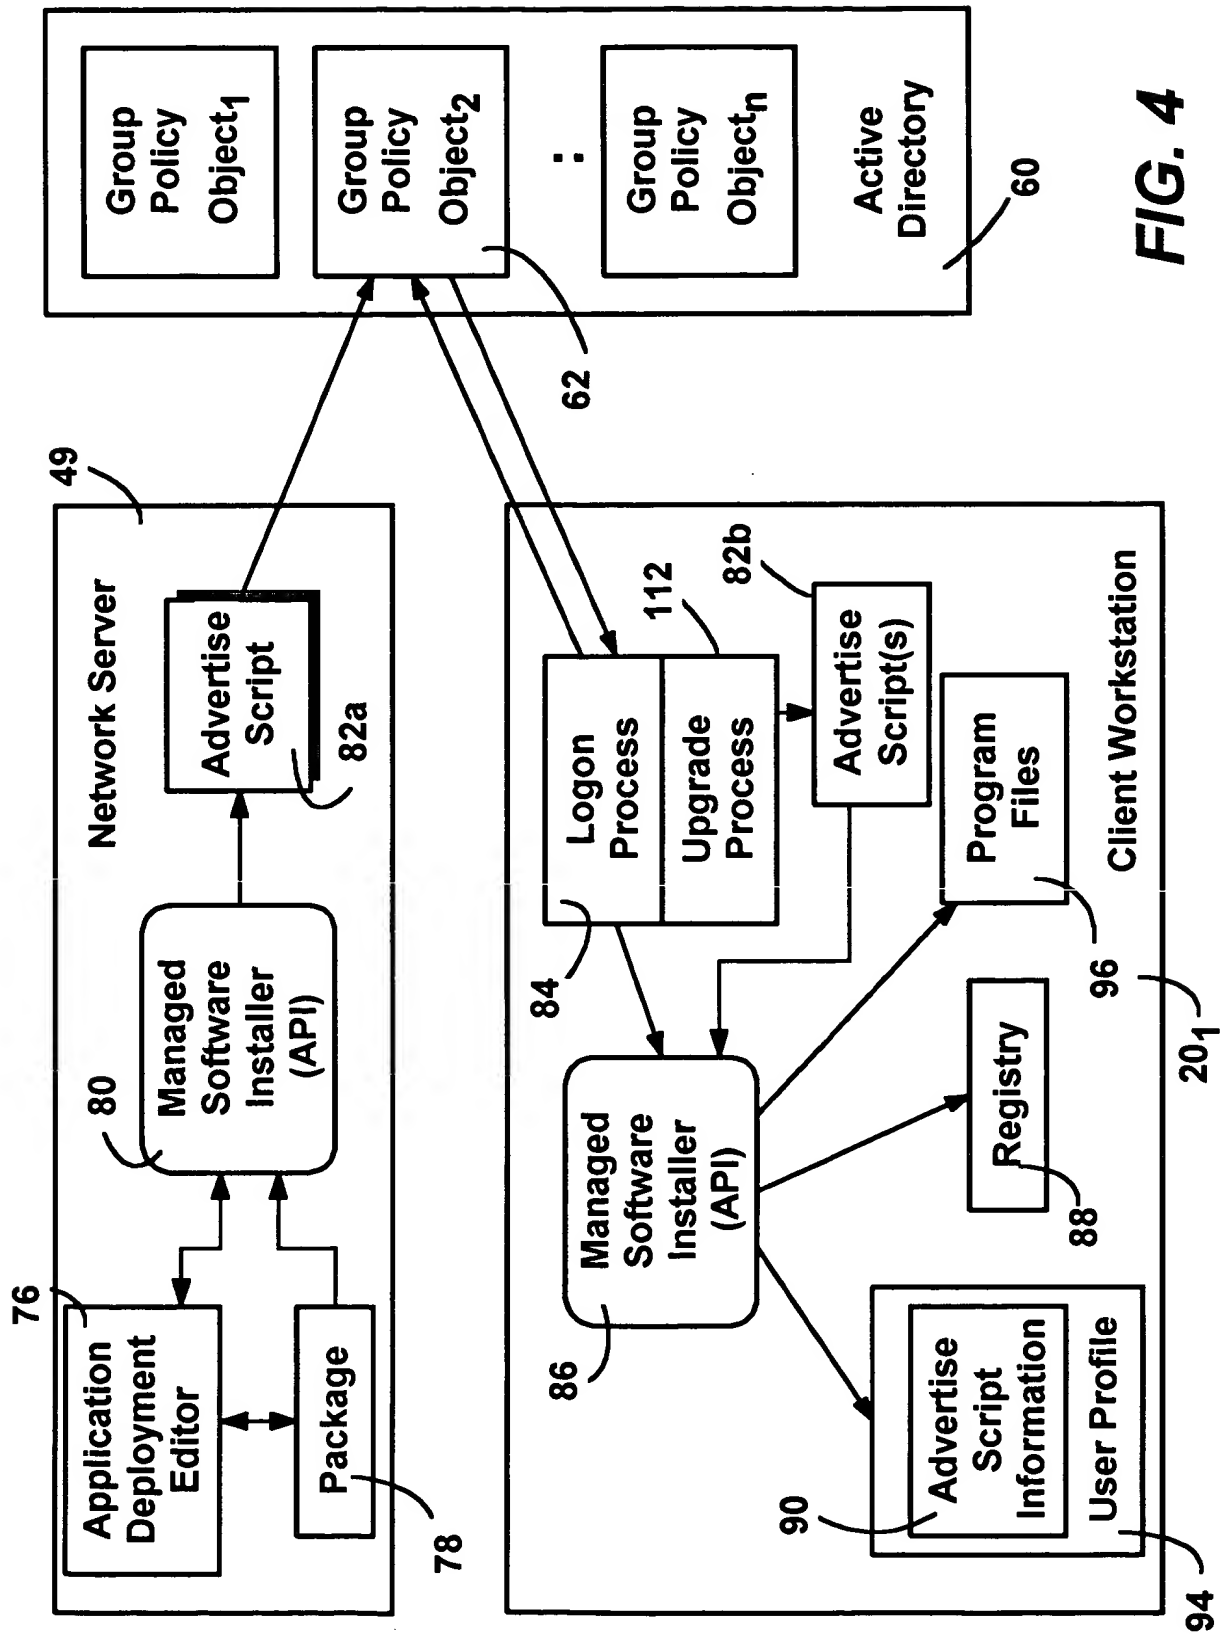 76
Application
Deployment
Editor
Package
78
80
Managed
Software
Installer
(API)
Network Server
Advertise
Script
82a
49
Group
Policy
Object1
Group
Policy
Object2
:
Group
Policy
Objectn
Active
Directory
62
60
84
Logon
Process
Upgrade
Process
112
82b
Advertise
Script(s)
86
Managed
Software
Installer
(API)
Program
Files
96
Registry
88
90
Advertise
Script
Information
User Profile
94
Client Workstation
201
FIG. 4